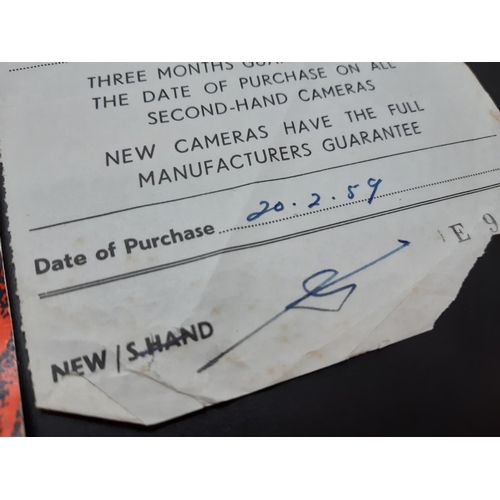 THREE MONTHS
THE DATE OF PURCHASE ON ALL
SECOND-HAND CAMERAS
NEW CAMERAS HAVE THE FULL
MANUFACTURERS GUARANTEE
Date of Purchase 20.2.59
E 9
NEW/S.HAND